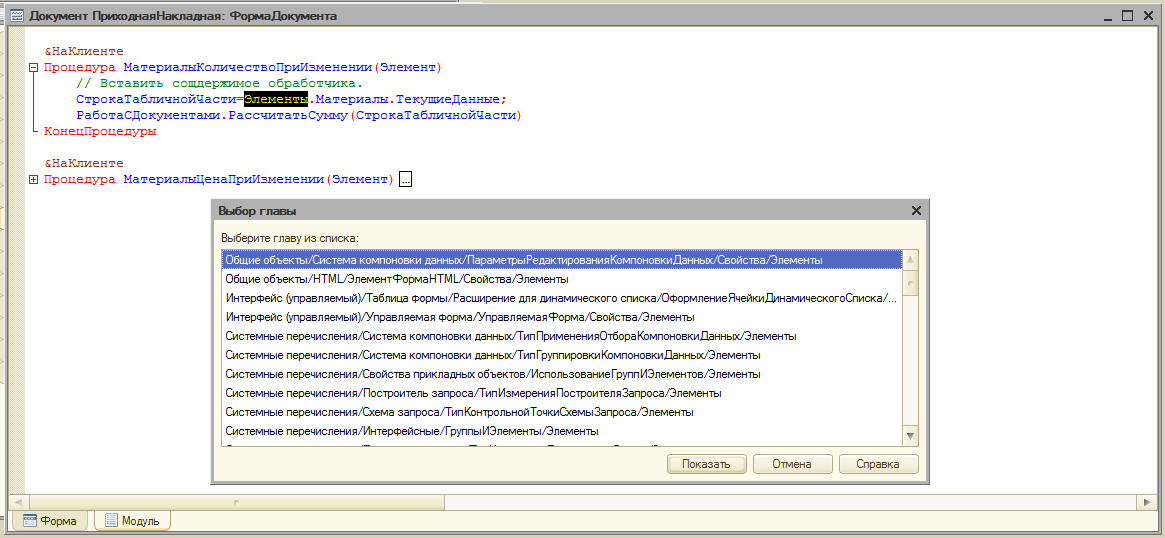 Документ ПриходнаяНакладная: ФормаДокумента
&НаКлиенте
Процедура МатериалыКоличествоПриИзменении(Элемент)
// Вставить сощдержимое обработчика.
СтрокаТабличнойЧасти=Элементы.Материалы.ТекущиеДанные;
РаботаСДокументами.РассчитатьСумму(СтрокаТабличнойЧасти)
КонецПроцедуры
&НаКлиенте
Процедура МатериалыЦенаПриИзменении(Элемент) ...
Выбор главы
Выберите главу из списка:
Общие объекты/Система компоновки данных/ПараметрыРедактированияКомпоновкиДанных/Свойства/Элементы
Общие объекты/HTML/ЭлементФормаHTML/Свойства/Элементы
Интерфейс (управляемый)/Таблица формы/Расширение для динамического списка/ОформлениеЯчейкиДинамическогоСписка/...
Интерфейс (управляемый)/Управляемая форма/УправляемаяФорма/Свойства/Элементы
Системные перечисления/Система компоновки данных/ТипПримененияОтбораКомпоновкиДанных/Элементы
Системные перечисления/Система компоновки данных/ТипГруппировкиКомпоновкиДанных/Элементы
Системные перечисления/Свойства прикладных объектов/ИспользованиеГруппИЭлементов/Элементы
Системные перечисления/Построитель запроса/ТипИзмеренияПостроителяЗапроса/Элементы
Системные перечисления/Схема запроса/ТипКонтрольнойТочкиСхемыЗапроса/Элементы
Системные перечисления/Интерфейсные/ГруппыИЭлементы/Элементы
Показать
Отмена
Справка
Форма
Модуль